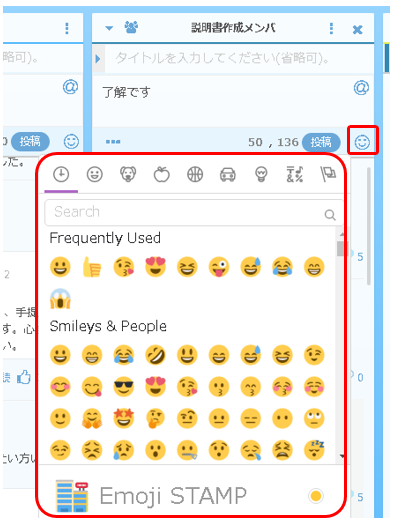 説明書作成メンバ
略可)。
タイトルを入力してください(省略可)。
@
@
了解です
0 投稿
50 , 136 投稿
した。
Search
Frequently Used
5
2
Smileys & People
、手提
す。心
い。
0
たい方い
Emoji STAMP
5